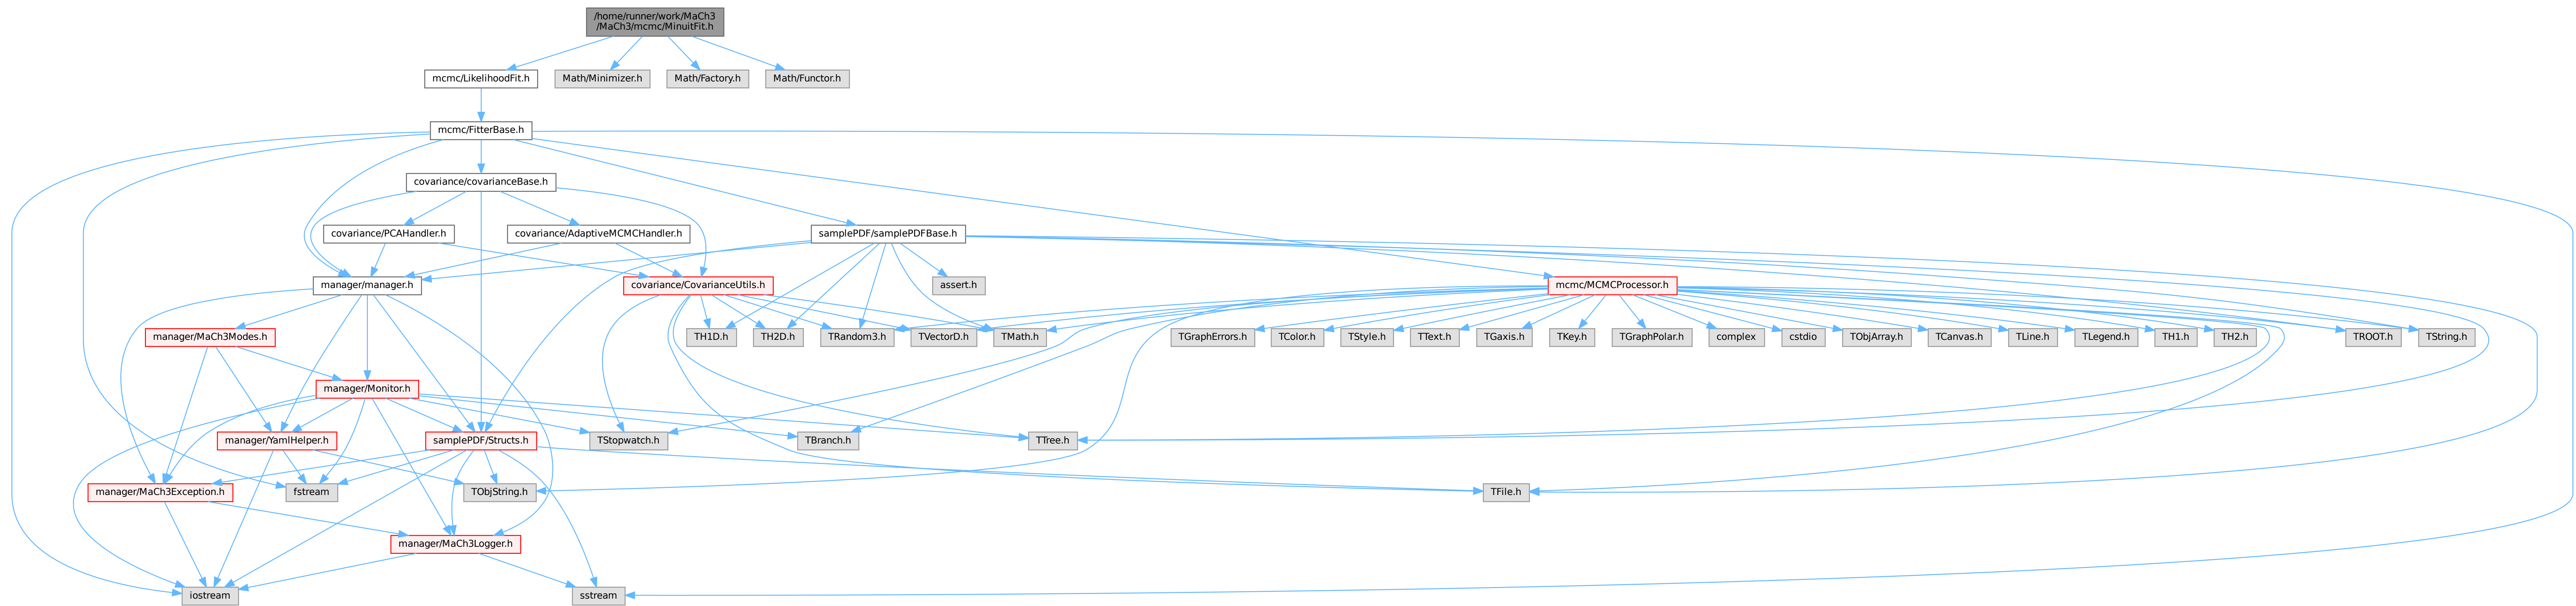 /home/runner/work/MaCh3
/MaCh3/mcmc/MinuitFit.h
mcmc/LikelihoodFit.h
Math/Minimizer.h
Math/Factory.h
Math/Functor.h
mcmc/FitterBase.h
covariance/covarianceBase.h
covariance/PCAHandler.h
covariance/AdaptiveMCMCHandler.h
samplePDF/samplePDFBase.h
manager/manager.h
covariance/CovarianceUtils.h
assert.h
mcmc/MCMCProcessor.h
manager/MaCh3Modes.h
TH1D.h
TH2D.h
TRandom3.h
TVectorD.h
TMath.h
TGraphErrors.h
TColor.h
TStyle.h
TText.h
TGaxis.h
TKey.h
TGraphPolar.h
complex
cstdio
TObjArray.h
TCanvas.h
TLine.h
TLegend.h
TH1.h
TH2.h
TROOT.h
TString.h
manager/Monitor.h
manager/YamlHelper.h
samplePDF/Structs.h
TStopwatch.h
TBranch.h
TTree.h
manager/MaCh3Exception.h
fstream
TObjString.h
TFile.h
manager/MaCh3Logger.h
iostream
sstream